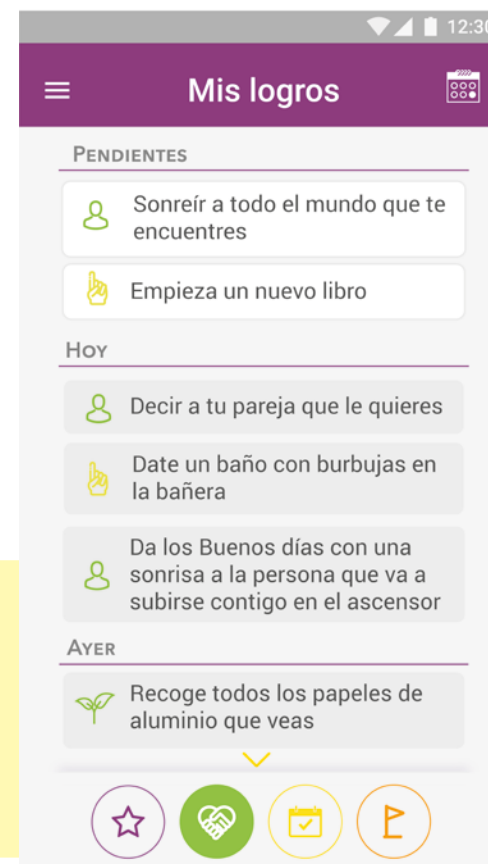 12:30
Mis logros
PENDIENTES
Sonreír a todo el mundo que te
encuentres
Empieza un nuevo libro
HOY
Decir a tu pareja que le quieres
Date un baño con burbujas en
la bañera
Da los Buenos días con una
sonrisa a la persona que va a
subirse contigo en el ascensor
AYER
Recoge todos los papeles de
aluminio que veas